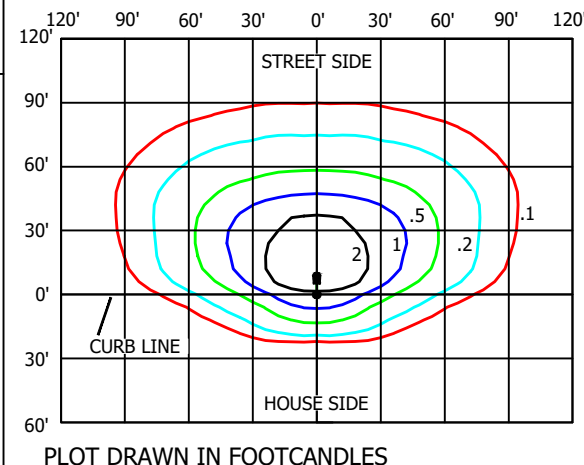 120' 90' 60' 30' 0' 30' 60' 90' 120'
120'
STREET SIDE
90'
60'
.5 .1
30'
1 .2
2
0'
CURB LINE
30'
HOUSE SIDE
60'
PLOT DRAWN IN FOOTCANDLES